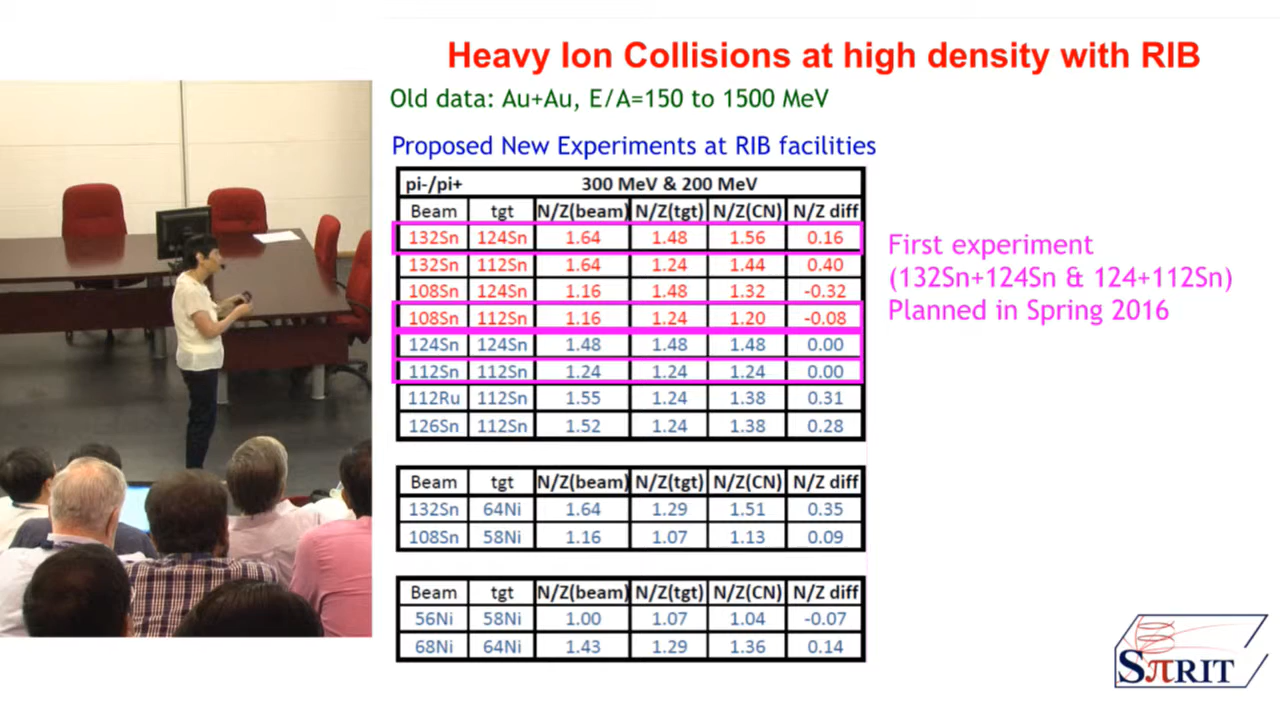 Heavy Ion Collisions at high density with RIB
Old data: Au+Au, E/A=150 to 1500 MeV
Proposed New Experiments at RIB facilities
pi-/pi+ 300 MeV & 200 MeV
Beam tgt N/Z(beam) N/Z(tgt) N/Z(CN) N/Z diff
132Sn 124Sn 1.64 1.48 1.56 0.16
132Sn 112Sn 1.64 1.24 1.44 0.40
108Sn 124Sn 1.16 1.48 1.32 -0.32
108Sn 112Sn 1.16 1.24 1.20 -0.08
124Sn 124Sn 1.48 1.48 1.48 0.00
112Sn 112Sn 1.24 1.24 1.24 0.00
112Ru 112Sn 1.55 1.24 1.38 0.31
126Sn 112Sn 1.52 1.24 1.38 0.28
First experiment
(132Sn+124Sn & 124+112Sn)
Planned in Spring 2016
Beam tgt N/Z(beam) N/Z(tgt) N/Z(CN) N/Z diff
132Sn 64Ni 1.64 1.29 1.51 0.35
108Sn 58Ni 1.16 1.07 1.13 0.09
Beam tgt N/Z(beam) N/Z(tgt) N/Z(CN) N/Z diff
56Ni 58Ni 1.00 1.07 1.04 -0.07
68Ni 64Ni 1.43 1.29 1.36 0.14
SπRIT